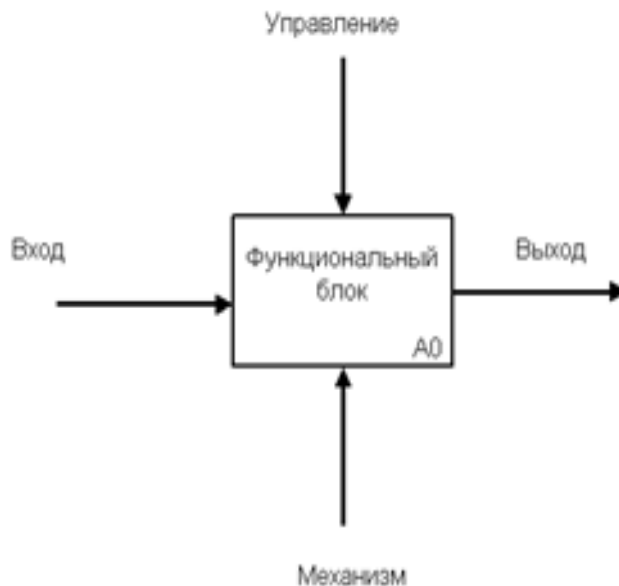 Управление
Вход
Функциональный
блок
Выход
A0
Механизм